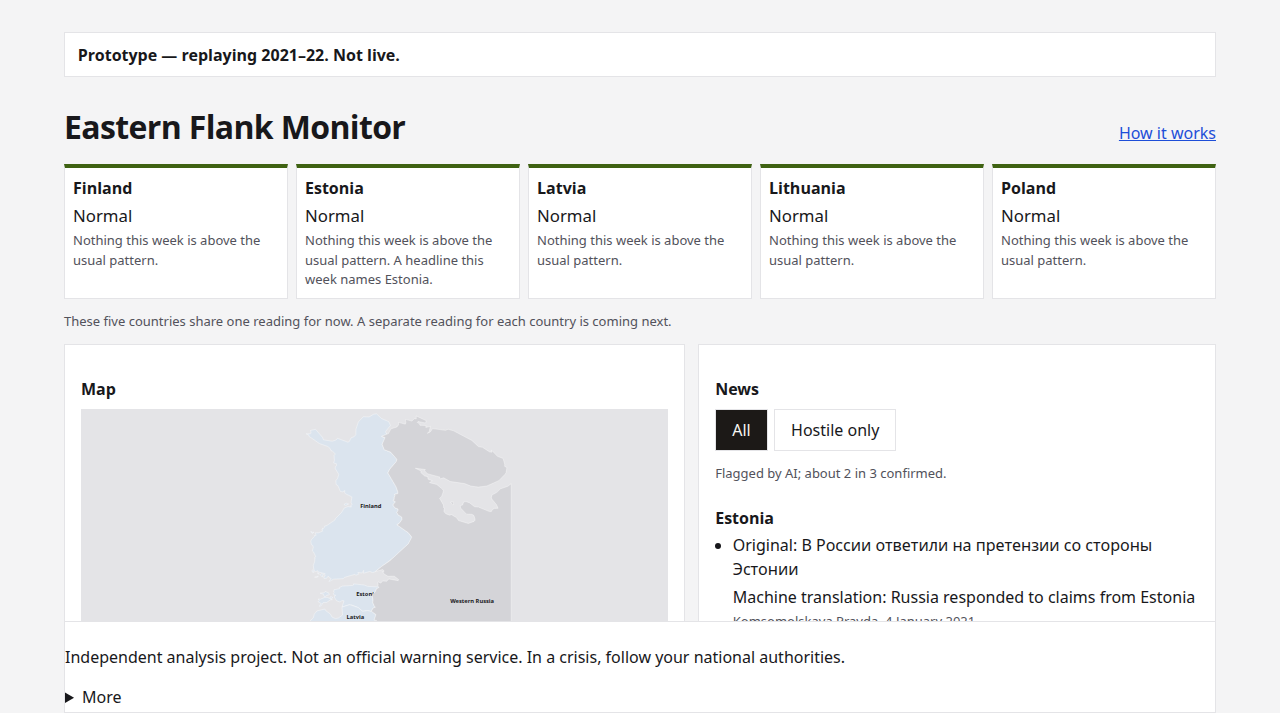 Prototype — replaying 2021–22. Not live.
Eastern Flank Monitor
How it works
Finland
Normal
Nothing this week is above the
usual pattern.
Estonia
Normal
Nothing this week is above the
usual pattern. A headline this
week names Estonia.
Latvia
Normal
Nothing this week is above the
usual pattern.
Lithuania
Normal
Nothing this week is above the
usual pattern.
Poland
Normal
Nothing this week is above the
usual pattern.
These five countries share one reading for now. A separate reading for each country is coming next.
Map
Finland
Western Russia
Latvia
News
All
Hostile only
Flagged by AI; about 2 in 3 confirmed.
Estonia
Original: В России ответили на претензии со стороны
Эстонии
Machine translation: Russia responded to claims from Estonia
Komsomolskaya Pravda, 4 January 2021
Independent analysis project. Not an official warning service. In a crisis, follow your national authorities.
More